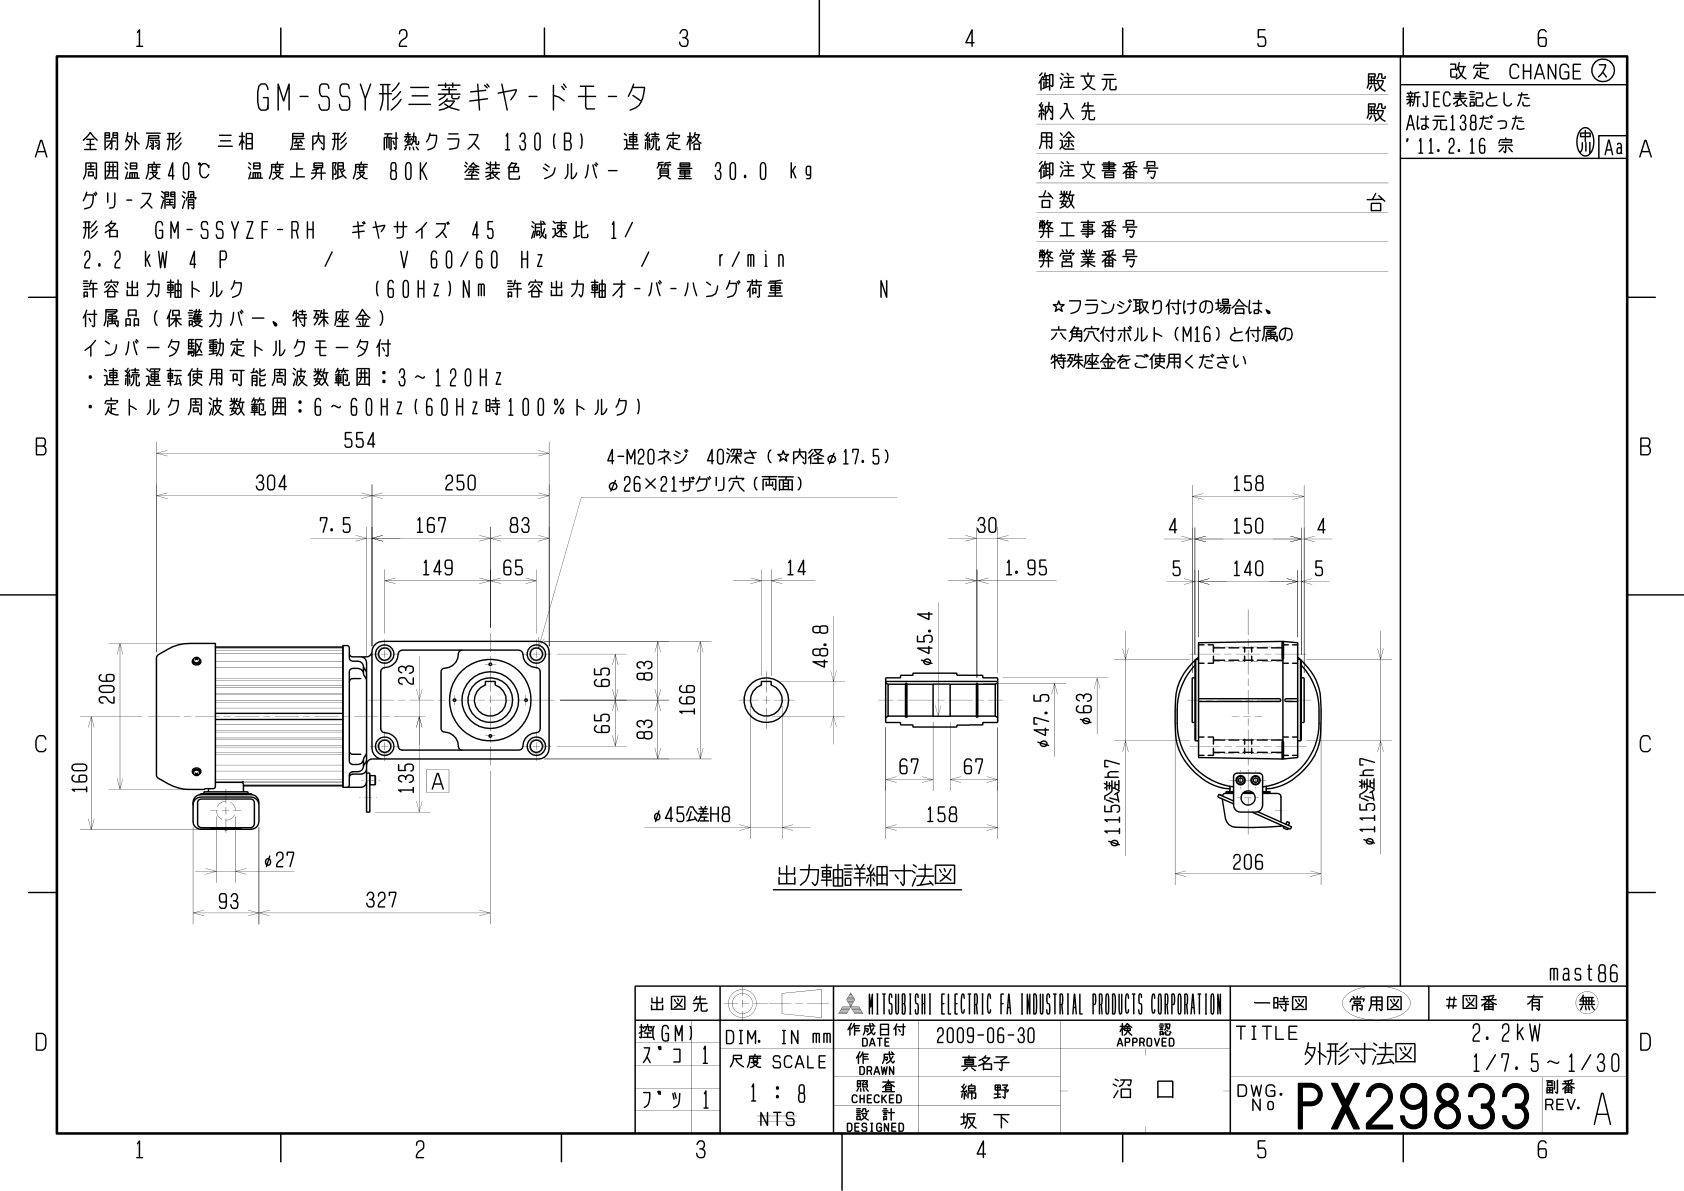 1 2 3 4 5 6
GM-SSY形三菱ギヤードモータ
全閉外扇形 三相 屋内形 耐熱クラス 130(B) 連続定格
周囲温度40℃ 温度上昇限度 80K 塗装色 シルバー 質量 30.0 kg
グリース潤滑
形名 GM-SSYZF-RH ギヤサイズ 45 減速比 1/
2.2 kW 4 P / V 60/60 Hz / r/min
許容出力軸トルク (60Hz)Nm 許容出力軸オーバーハング荷重 N
付属品(保護カバー、特殊座金)
インバータ駆動定トルクモータ付
・連続運転使用可能周波数範囲:3~120Hz
・定トルク周波数範囲:6~60Hz(60Hz時100%トルク)
御注文元 殿
納入先 殿
用途
御注文書番号
台数 台
弊工事番号
弊営業番号
☆フランジ取り付けの場合は、
六角穴付ボルト(M16)と付属の
特殊座金をご使用ください
改定 CHANGE ス
新JEC表記とした
Aは元138だった
'11.2.16 宗 中川 Aa
A A
B B
C C
D D
554
304 250
7.5 167 83
149 65
4-M20ネジ 40深さ(☆内径φ17.5)
φ26×21ザグリ穴(両面)
206
160
23
135
A
65
65
83
83
166
φ27
93 327
14
48.8
φ45公差H8
30
1.95
φ45.4
φ47.5
φ63
67 67
158
出力軸詳細寸法図
158
4 150 4
5 140 5
φ115公差h7
φ115公差h7
206
mast86
出図先
控(GM)
ズコ 1
ブツ 1
DIM. IN mm
尺度 SCALE
1 : 8
NTS
MITSUBISHI ELECTRIC FA INDUSTRIAL PRODUCTS CORPORATION
作成日付 DATE 2009-06-30
作成 DRAWN 真名子
照査 CHECKED 綿野
設計 DESIGNED 坂下
検認 APPROVED
沼口
一時図 常用図 #図番 有 無
TITLE 2.2kW
外形寸法図 1/7.5~1/30
DWG. No PX29833
副番 REV. A
1 2 3 4 5 6